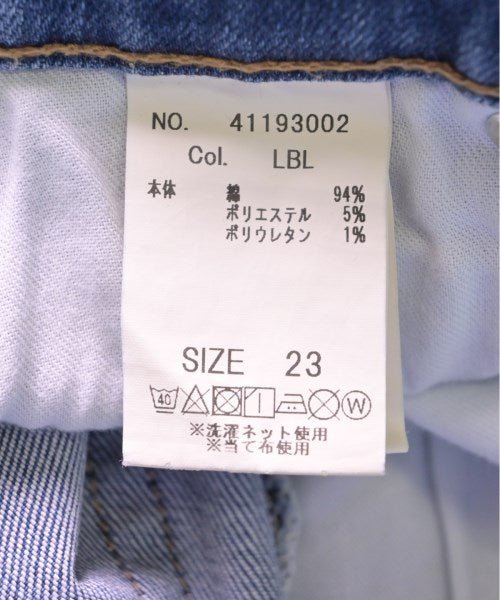 NO. 41193002
Col. LBL
本体 綿 94%
ポリエステル 5%
ポリウレタン 1%
SIZE 23
40 W
※洗濯ネット使用
※当て布使用